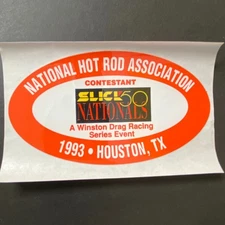 NATIONAL HOT ROD ASSOCIATION
CONTESTANT
SLICK 50
NATIONALS
A Winston Drag Racing
Series Event
1993 • HOUSTON, TX